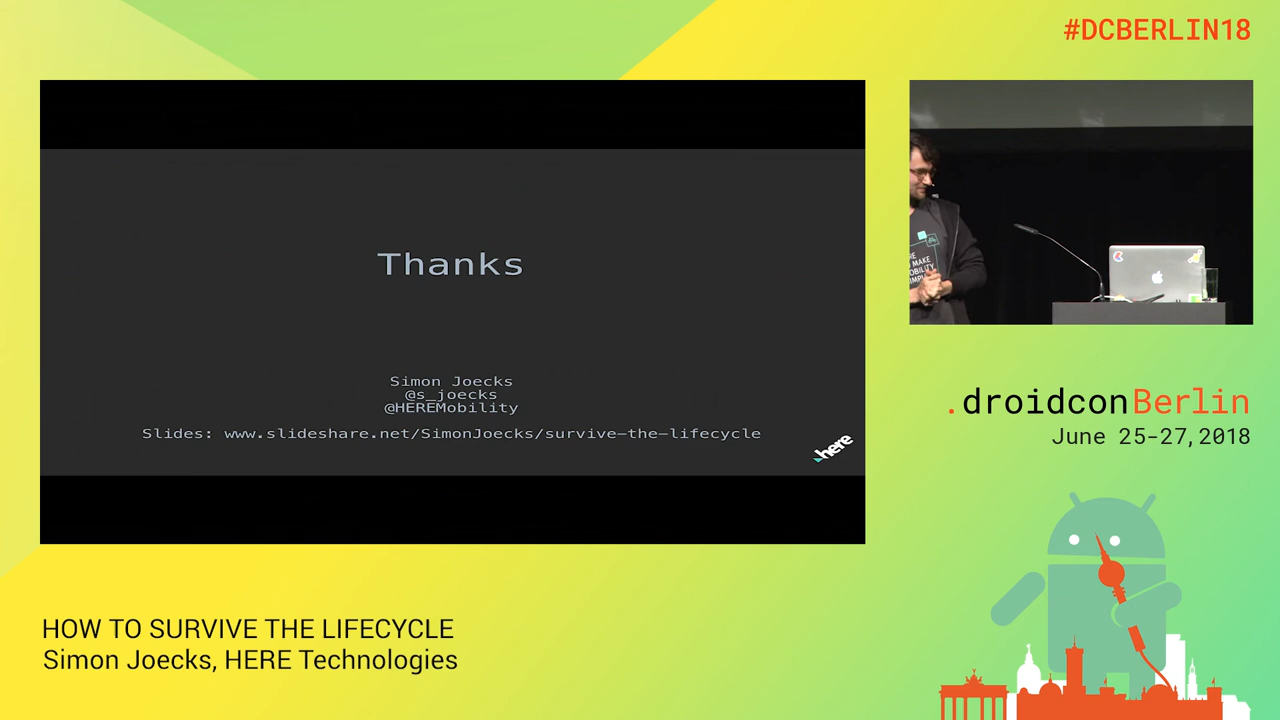 #DCBERLIN18
Thanks
Simon Joecks
@s_joecks
@HEREMobility
Slides: www.slideshare.net/SimonJoecks/survive-the-lifecycle
here
MAKE
.droidconBerlin
June 25-27, 2018
HOW TO SURVIVE THE LIFECYCLE
Simon Joecks, HERE Technologies